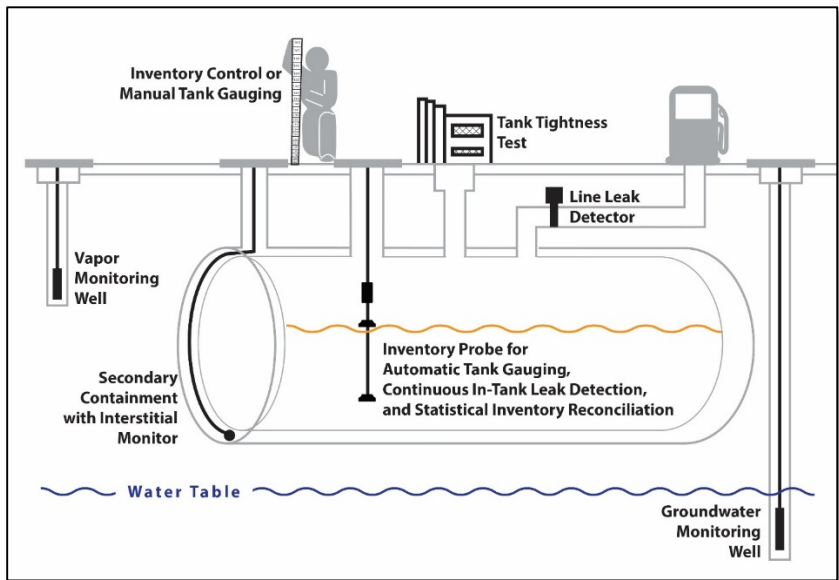 Inventory Control or
Manual Tank Gauging
Tank Tightness
Test
Line Leak
Detector
Vapor
Monitoring
Well
Inventory Probe for
Automatic Tank Gauging,
Continuous In-Tank Leak Detection,
and Statistical Inventory Reconciliation
Secondary
Containment
with Interstitial
Monitor
Water Table
Groundwater
Monitoring
Well